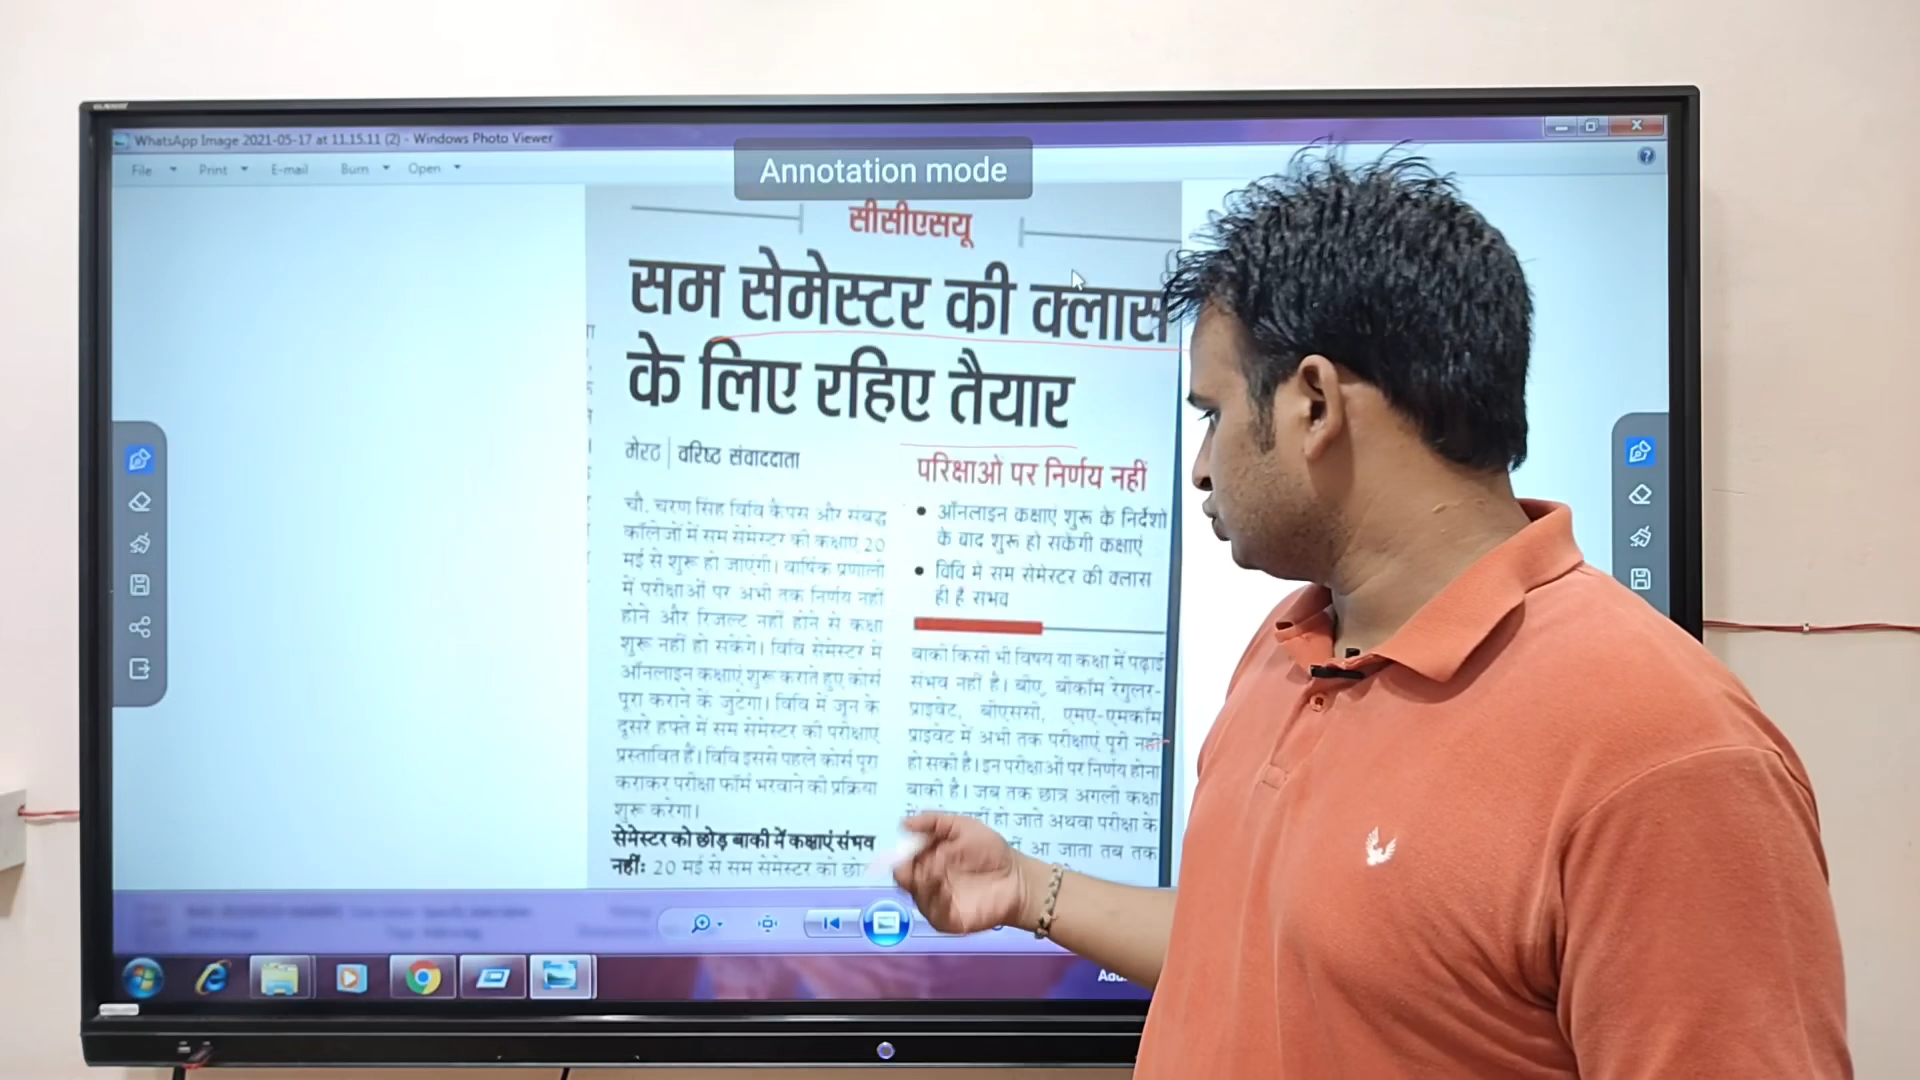 WhatsApp Image 2021-05-17 at 11.15.11 (2) - Windows Photo Viewer
File Print E-mail Burn Open
Annotation mode
सीसीएसयू
सम सेमेस्टर की क्लास
के लिए रहिए तैयार
मेरठ | वरिष्ठ संवाददाता
चौ. चरण सिंह विवि कैंपस और संबद्ध
कॉलेजों में सम सेमेस्टर की कक्षाएं 20
मई से शुरू हो जाएंगी। वार्षिक प्रणाली
में परीक्षाओं पर अभी तक निर्णय नहीं
होने और रिजल्ट नहीं होने से कक्षा
शुरू नहीं हो सकेंगे। विवि सेमेस्टर में
ऑनलाइन कक्षाएं शुरू कराते हुए कोर्स
पूरा कराने के जुटेगा। विवि में जून के
दूसरे हफ्ते में सम सेमेस्टर की परीक्षाएं
प्रस्तावित हैं। विवि इससे पहले कोर्स पूरा
कराकर परीक्षा फॉर्म भरवाने की प्रक्रिया
शुरू करेगा।
सेमेस्टर को छोड़ बाकी में कक्षाएं संभव
नहीं: 20 मई से सम सेमेस्टर को
परिक्षाओं पर निर्णय नहीं
• ऑनलाइन कक्षाएं शुरू के निर्देशों
के बाद शुरू हो सकेंगी कक्षाएं
• विवि में सम सेमेस्टर की क्लास
ही है संभव
बाकी किसी भी विषय या कक्षा में पढ़ाई
संभव नहीं है। बीए, बीकॉम रेगुलर-
प्राइवेट, बीएससी, एमए-एमकॉम
प्राइवेट में अभी तक परीक्षाएं पूरी नहीं
हो सकी है। इन परीक्षाओं पर निर्णय होना
बाकी है। जब तक छात्र अगली कक्षा
हो जाते अथवा परीक्षा के
आ जाता तब तक